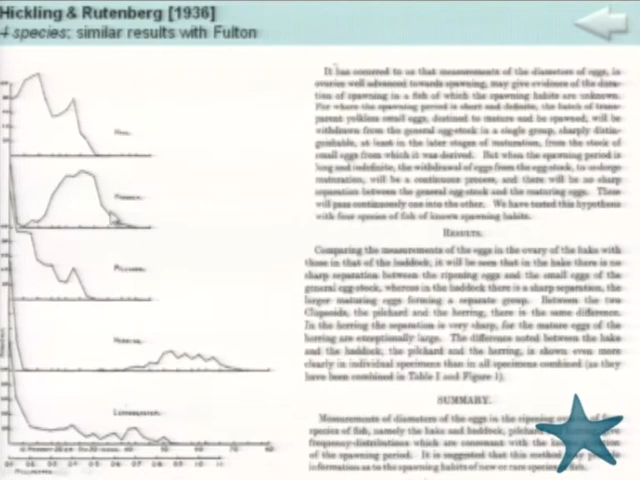 Hickling & Rutenberg [1936]
4 species: similar results with Fulton
It has occurred to us that measurements of the diameters of eggs, in
ovaries well advanced towards spawning, may give evidence of the dura-
tion of spawning in a fish of which the spawning habits are unknown.
For where the spawning period is short and definite, the batch of trans-
parent yolkless small eggs, destined to mature and be spawned, will be
withdrawn from the general egg-stock in a single group, sharply distin-
guishable, at least in the later stages of maturation, from the stock of
small eggs from which it was derived. But when the spawning period is
long and indefinite, the withdrawal of eggs from the egg-stock, to undergo
maturation, will be a continuous process, and there will be no sharp
separation between the general egg-stock and the maturing eggs. These
will pass continuously one into the other. We have tested this hypothesis
with four species of fish of known spawning habits.
RESULTS.
Comparing the measurements of the eggs in the ovary of the hake with
those in that of the haddock, it will be seen that in the hake there is no
sharp separation between the ripening eggs and the small eggs of the
general egg-stock, whereas in the haddock there is a sharp separation, the
larger maturing eggs forming a separate group. Between the two
Clupeoids, the pilchard and the herring, there is the same difference.
In the herring the separation is very sharp, for the mature eggs of the
herring are exceptionally large. The difference noted between the hake
and the haddock, the pilchard and the herring, is shown even more
clearly in individual specimens than in all specimens combined (as they
have been combined in Table I and Figure 1).
SUMMARY.
Measurements of diameters of the eggs in the ripening
species of fish, namely the hake and haddock,
frequency-distributions which are consonant with the
of the spawning period. It is suggested that this method
information as to the spawning habits of new or rare species